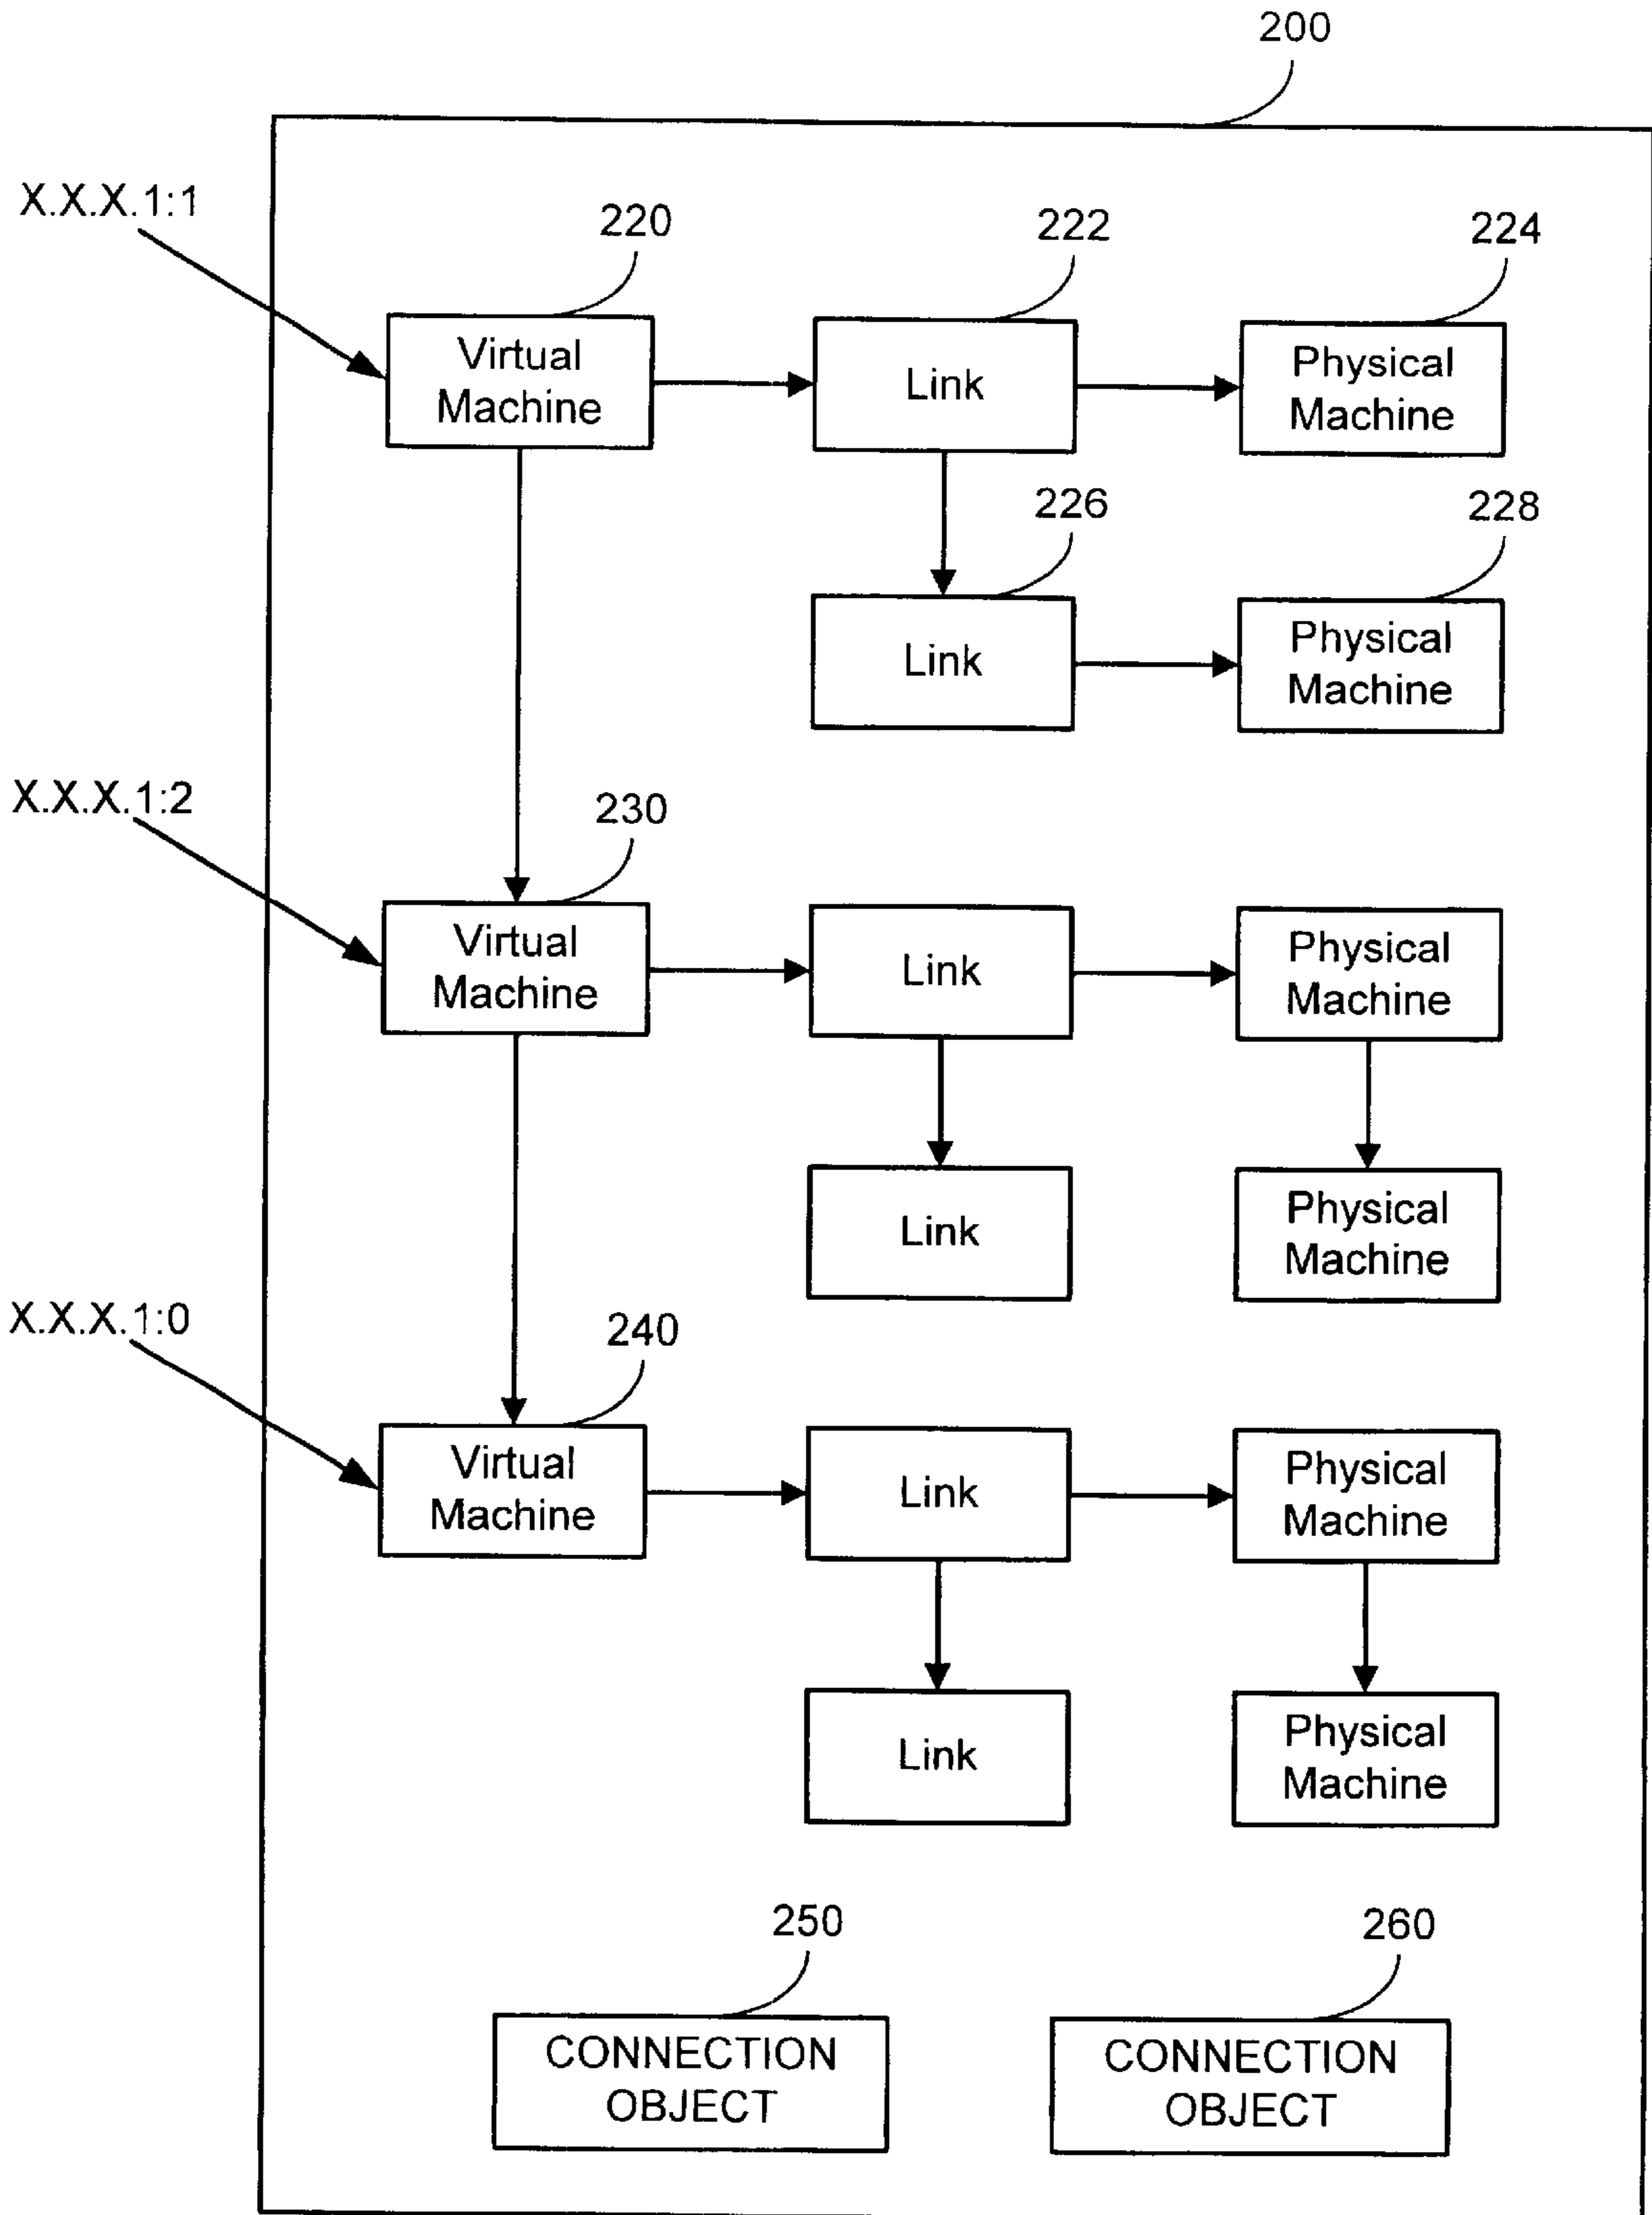 200
X.X.X.1:1
220
222
224
Virtual
Machine
Link
Physical
Machine
226
228
Link
Physical
Machine
X.X.X.1:2
230
Virtual
Machine
Link
Physical
Machine
Link
Physical
Machine
X.X.X.1:0
240
Virtual
Machine
Link
Physical
Machine
Link
Physical
Machine
250
260
CONNECTION
OBJECT
CONNECTION
OBJECT